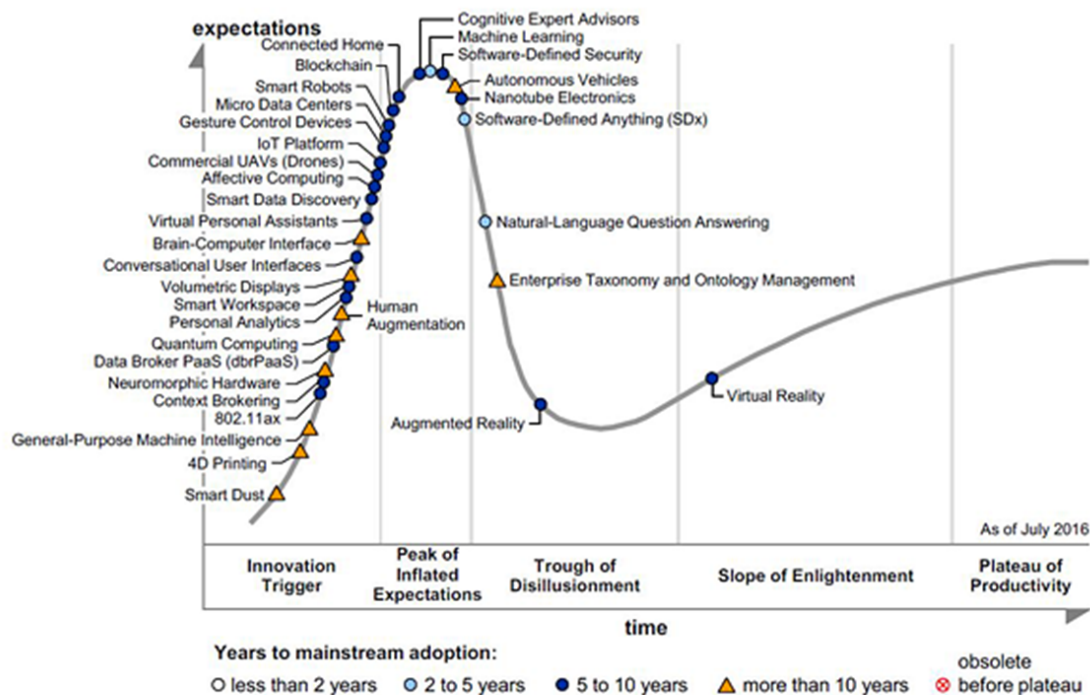 expectations
Cognitive Expert Advisors
Machine Learning
Software-Defined Security
Connected Home
Blockchain
Autonomous Vehicles
Smart Robots
Nanotube Electronics
Micro Data Centers
Software-Defined Anything (SDx)
Gesture Control Devices
IoT Platform
Commercial UAVs (Drones)
Affective Computing
Smart Data Discovery
Virtual Personal Assistants
Natural-Language Question Answering
Brain-Computer Interface
Conversational User Interfaces
Enterprise Taxonomy and Ontology Management
Volumetric Displays
Smart Workspace
Human
Augmentation
Personal Analytics
Quantum Computing
Data Broker PaaS (dbrPaaS)
Neuromorphic Hardware
Context Brokering
Virtual Reality
802.11ax
Augmented Reality
General-Purpose Machine Intelligence
4D Printing
Smart Dust
As of July 2016
Innovation
Trigger
Peak of
Inflated
Expectations
Trough of
Disillusionment
Slope of Enlightenment
Plateau of
Productivity
time
Years to mainstream adoption:
less than 2 years
2 to 5 years
5 to 10 years
more than 10 years
obsolete
before plateau